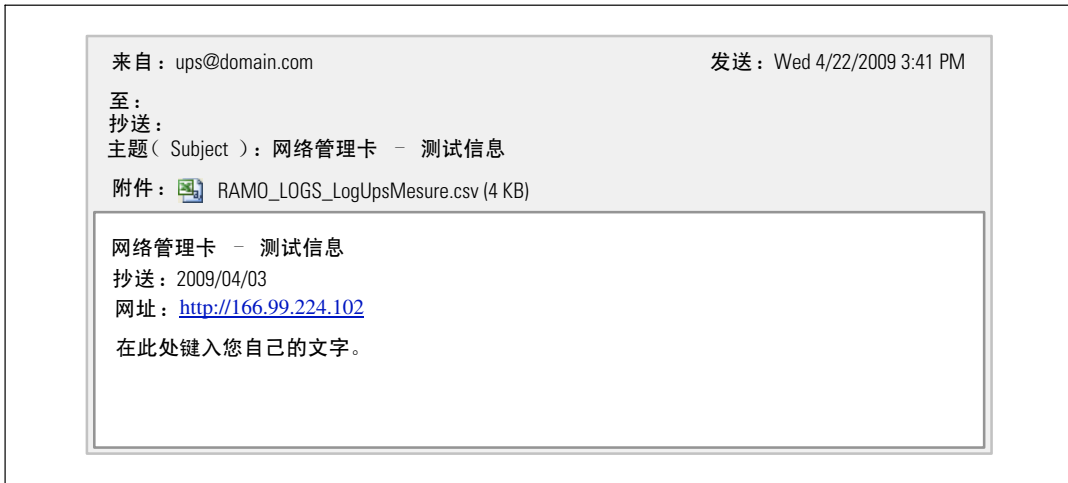 来自：ups@domain.com 发送：Wed 4/22/2009 3:41 PM
至：
抄送：
主题（ Subject ）：网络管理卡 – 测试信息
附件： RAMO_LOGS_LogUpsMesure.csv (4 KB)
网络管理卡 – 测试信息
抄送：2009/04/03
网址：http://166.99.224.102
在此处键入您自己的文字。